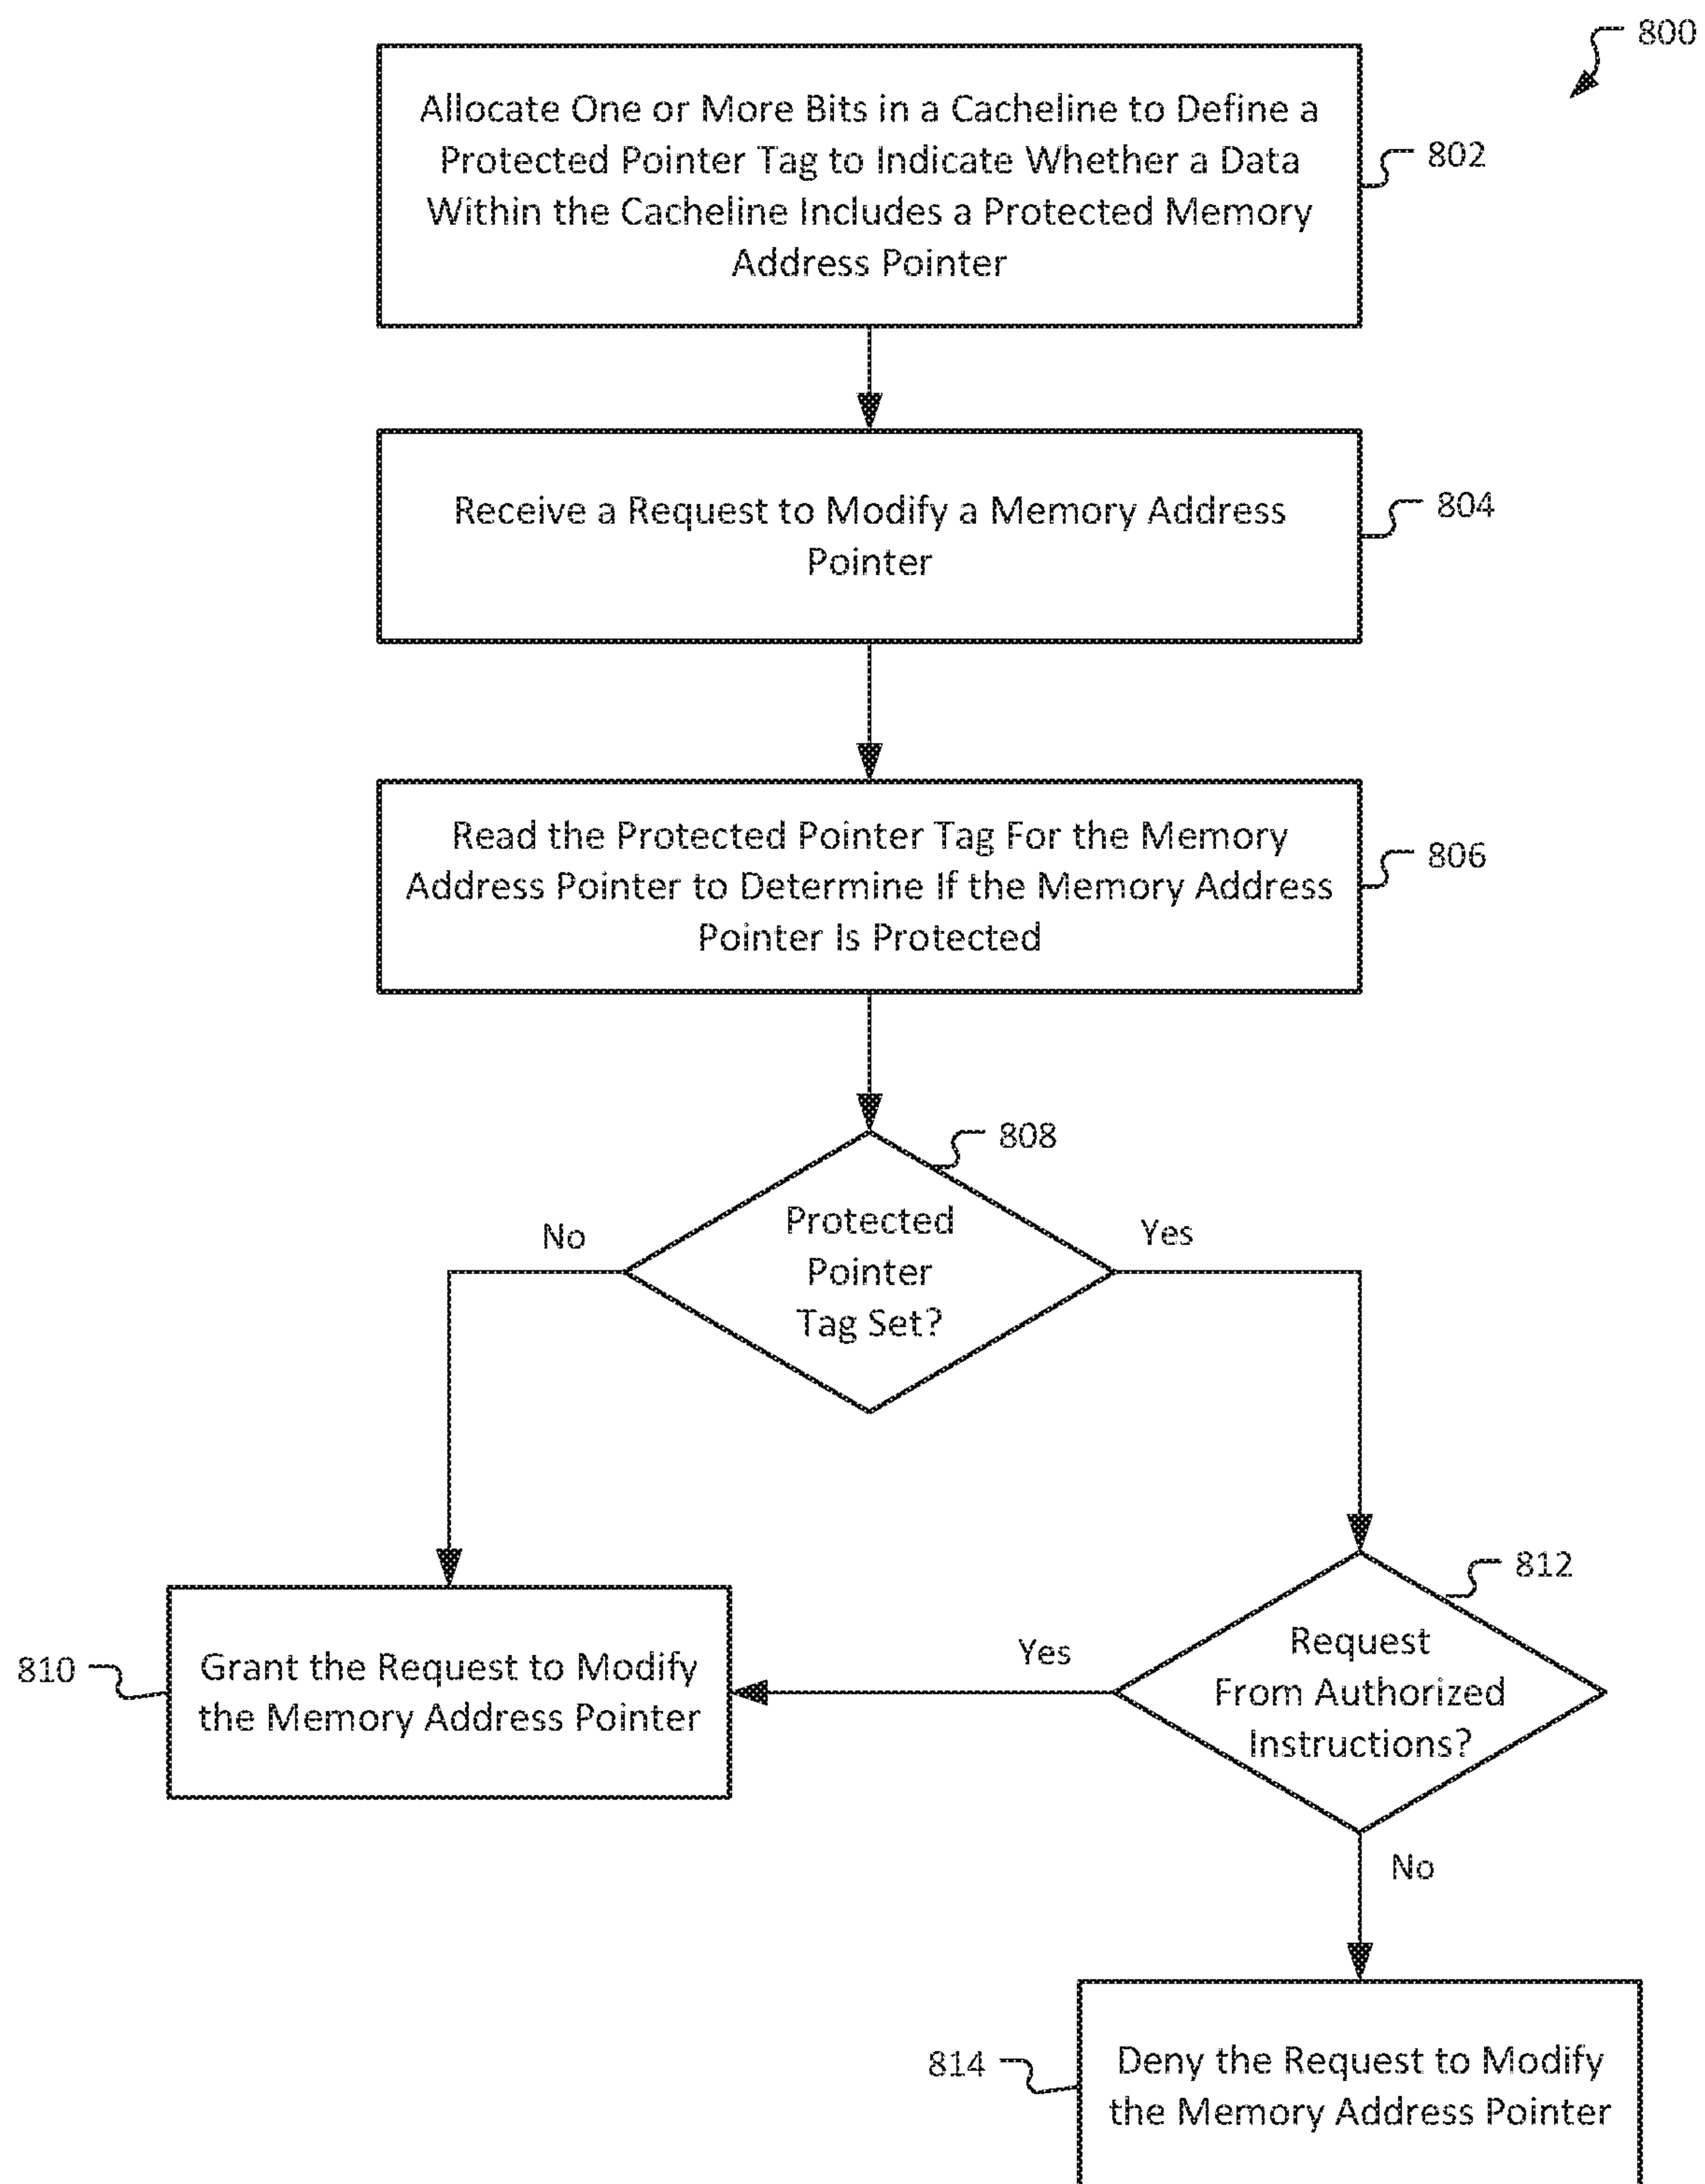 800
Allocate One or More Bits in a Cacheline to Define a
Protected Pointer Tag to Indicate Whether a Data
Within the Cacheline Includes a Protected Memory
Address Pointer
802
Receive a Request to Modify a Memory Address
Pointer
804
Read the Protected Pointer Tag For the Memory
Address Pointer to Determine If the Memory Address
Pointer Is Protected
806
808
Protected
Pointer
Tag Set?
No
Yes
812
Request
From Authorized
Instructions?
Yes
810
Grant the Request to Modify
the Memory Address Pointer
No
814
Deny the Request to Modify
the Memory Address Pointer